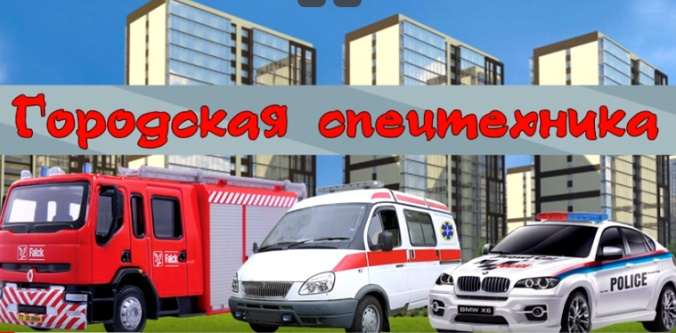 Городская спецтехника
Falck
Falck
POLICE
BMW X6